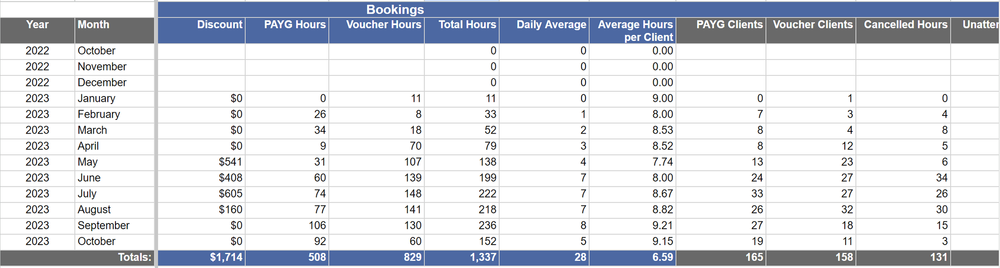 Bookings
Year Month Discount PAYG Hours Voucher Hours Total Hours Daily Average Average Hours per Client PAYG Clients Voucher Clients Cancelled Hours Unatten
2022 October 0 0 0.00
2022 November 0 0 0.00
2022 December 0 0 0.00
2023 January $0 0 11 11 0 9.00 0 1 0
2023 February $0 26 8 33 1 8.00 7 3 4
2023 March $0 34 18 52 2 8.53 8 4 8
2023 April $0 9 70 79 3 8.52 8 12 5
2023 May $541 31 107 138 4 7.74 13 23 6
2023 June $408 60 139 199 7 8.00 24 27 34
2023 July $605 74 148 222 7 8.67 33 27 26
2023 August $160 77 141 218 7 8.82 26 32 30
2023 September $0 106 130 236 8 9.21 27 18 15
2023 October $0 92 60 152 5 9.15 19 11 3
Totals: $1,714 508 829 1,337 28 6.59 165 158 131